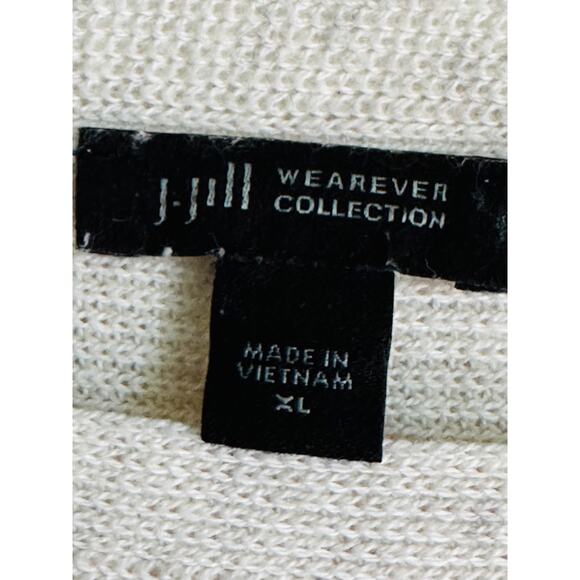 J.Jill WEAREVER
COLLECTION
MADE IN
VIETNAM
XL